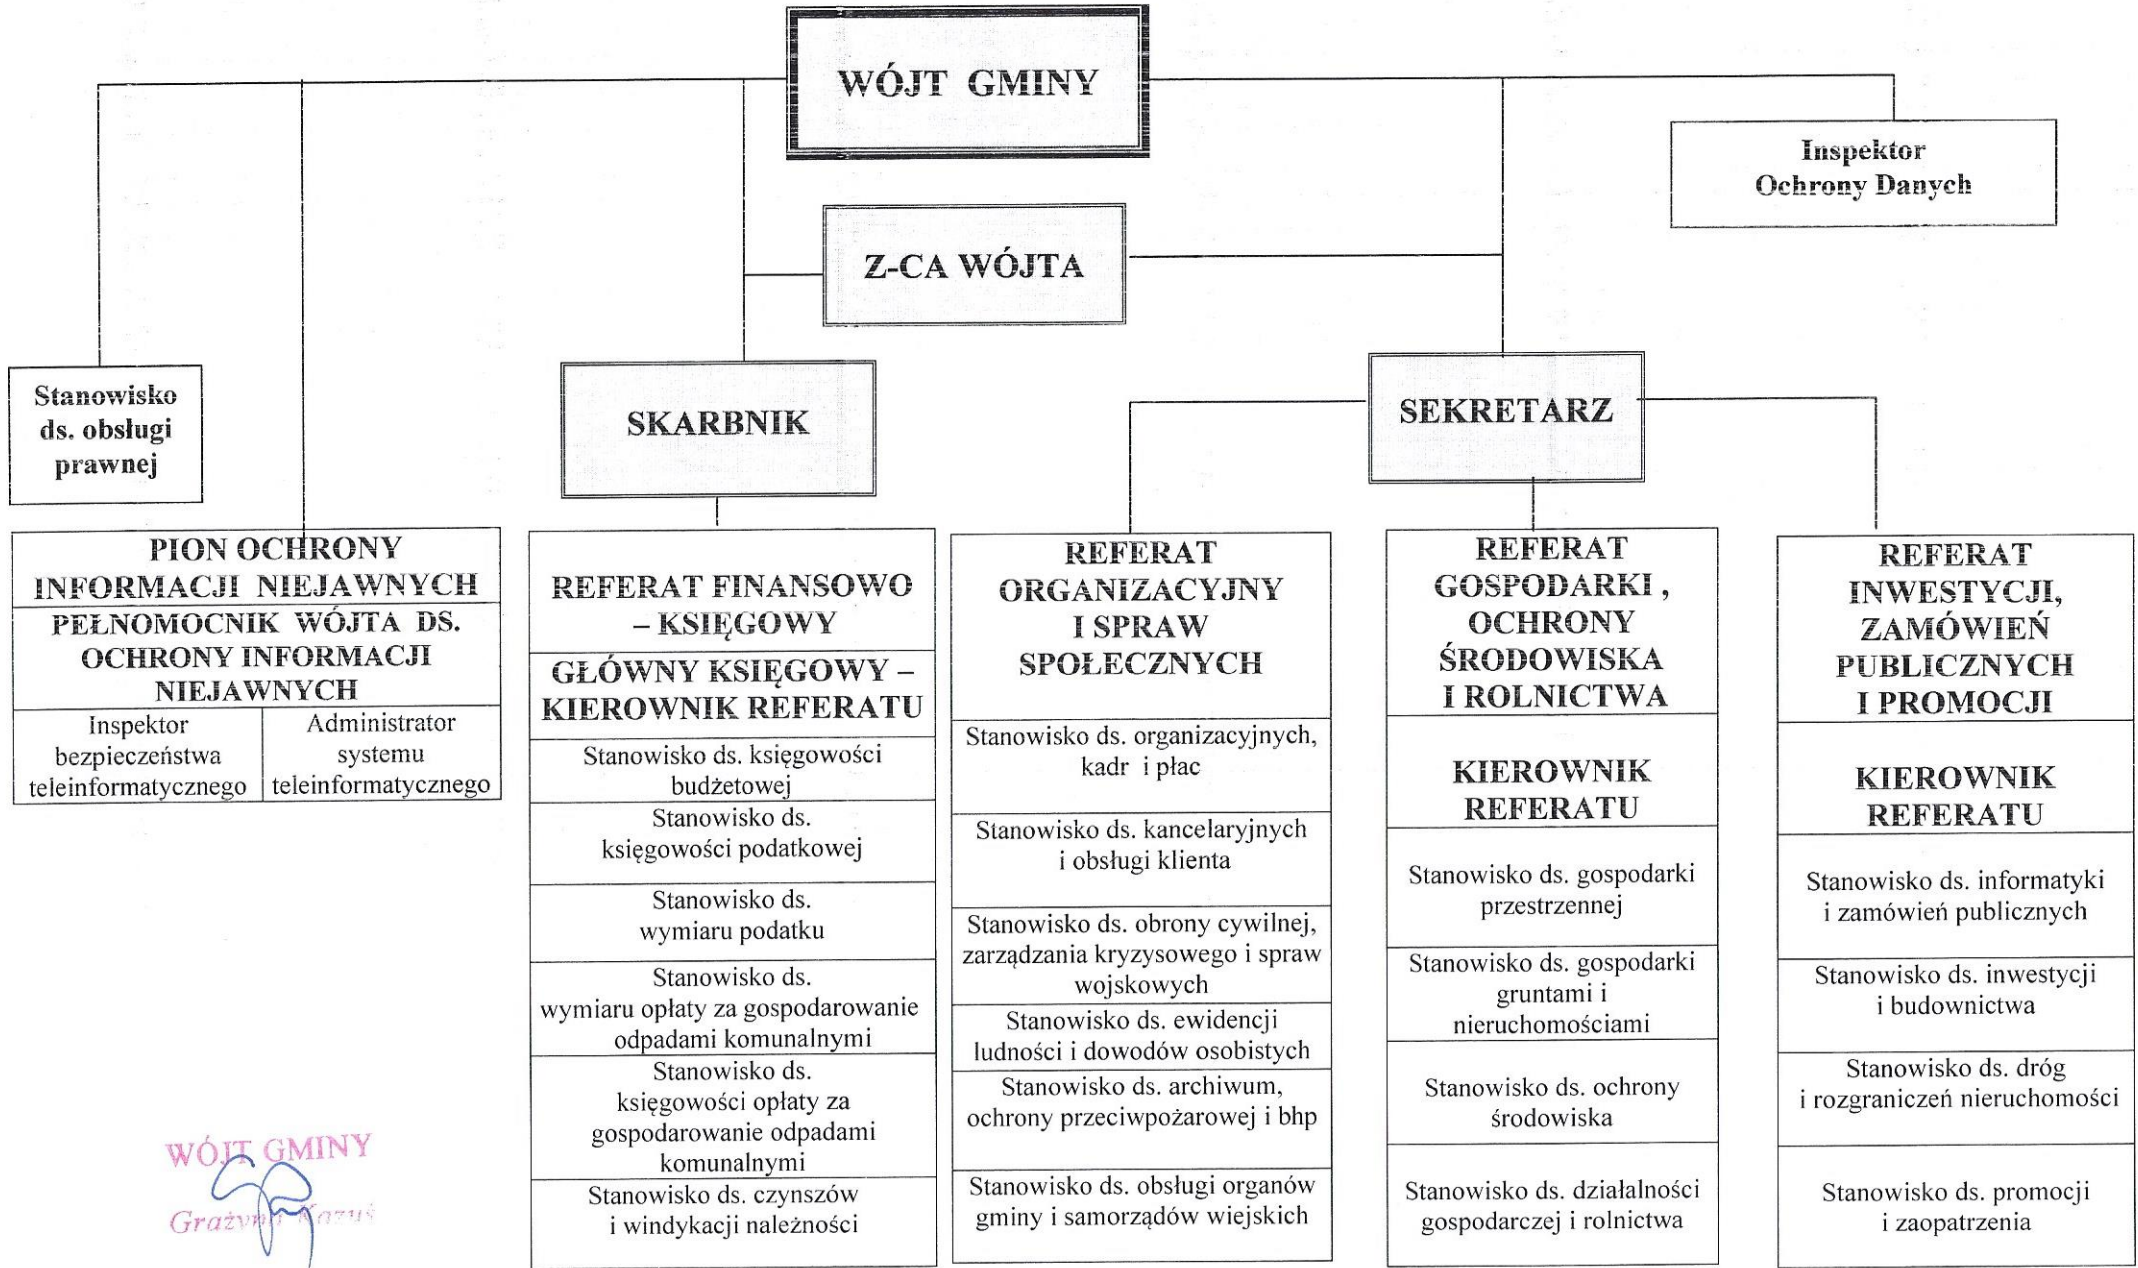 WÓJT GMINY
Inspektor
Ochrony Danych
Z-CA WÓJTA
Stanowisko
ds. obsługi
prawnej
SKARBNIK
SEKRETARZ
PION OCHRONY
INFORMACJI NIEJAWNYCH
PEŁNOMOCNIK WÓJTA DS.
OCHRONY INFORMACJI
NIEJAWNYCH
Inspektor
bezpieczeństwa
teleinformatycznego
Administrator
systemu
teleinformatycznego
REFERAT FINANSOWO
– KSIĘGOWY
GŁÓWNY KSIĘGOWY –
KIEROWNIK REFERATU
Stanowisko ds. księgowości
budżetowej
Stanowisko ds.
księgowości podatkowej
Stanowisko ds.
wymiaru podatku
Stanowisko ds.
wymiaru opłaty za gospodarowanie
odpadami komunalnymi
Stanowisko ds.
księgowości opłaty za
gospodarowanie odpadami
komunalnymi
Stanowisko ds. czynszów
i windykacji należności
REFERAT
ORGANIZACYJNY
I SPRAW
SPOŁECZNYCH
Stanowisko ds. organizacyjnych,
kadr i płac
Stanowisko ds. kancelaryjnych
i obsługi klienta
Stanowisko ds. obrony cywilnej,
zarządzania kryzysowego i spraw
wojskowych
Stanowisko ds. ewidencji
ludności i dowodów osobistych
Stanowisko ds. archiwum,
ochrony przeciwpożarowej i bhp
Stanowisko ds. obsługi organów
gminy i samorządów wiejskich
REFERAT
GOSPODARKI ,
OCHRONY
ŚRODOWISKA
I ROLNICTWA
KIEROWNIK
REFERATU
Stanowisko ds. gospodarki
przestrzennej
Stanowisko ds. gospodarki
gruntami i
nieruchomościami
Stanowisko ds. ochrony
środowiska
Stanowisko ds. działalności
gospodarczej i rolnictwa
REFERAT
INWESTYCJI,
ZAMÓWIEŃ
PUBLICZNYCH
I PROMOCJI
KIEROWNIK
REFERATU
Stanowisko ds. informatyki
i zamówień publicznych
Stanowisko ds. inwestycji
i budownictwa
Stanowisko ds. dróg
i rozgraniczeń nieruchomości
Stanowisko ds. promocji
i zaopatrzenia
WÓJT GMINY
Grażyna Kazuś